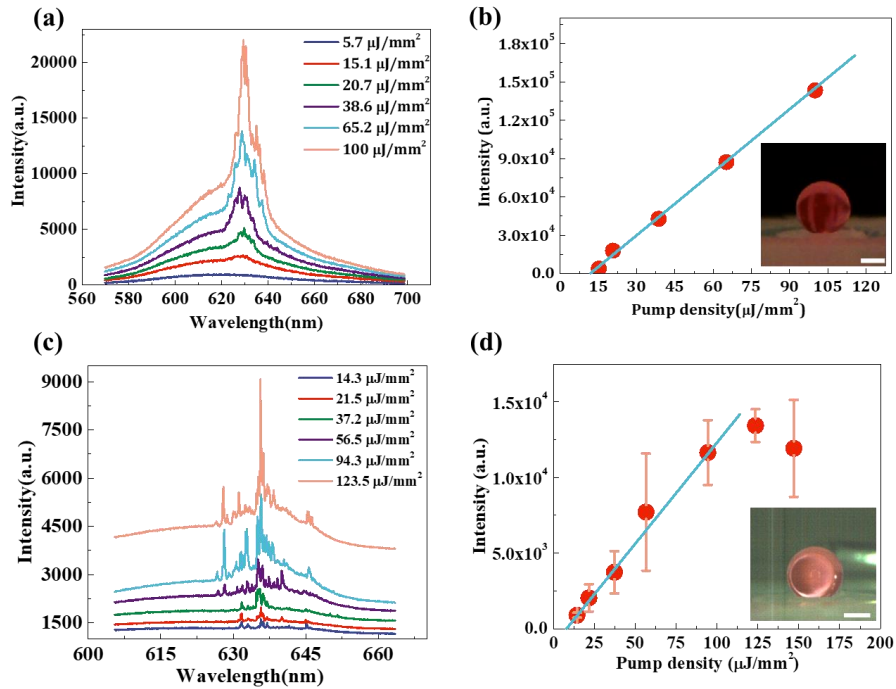 (a)
5.7 μJ/mm²
15.1 μJ/mm²
20.7 μJ/mm²
38.6 μJ/mm²
65.2 μJ/mm²
100 μJ/mm²
Intensity(a.u.)
20000
15000
10000
5000
0
560 580 600 620 640 660 680 700
Wavelength(nm)
(b)
Intensity (a.u.)
1.8x10⁵
1.5x10⁵
1.2x10⁵
9.0x10⁴
6.0x10⁴
3.0x10⁴
0.0
15 30 45 60 75 90 105 120
Pump density(μJ/mm²)
(c)
14.3 μJ/mm²
21.5 μJ/mm²
37.2 μJ/mm²
56.5 μJ/mm²
94.3 μJ/mm²
123.5 μJ/mm²
Intensity(a.u.)
9000
7500
6000
4500
3000
1500
600 615 630 645 660
Wavelength(nm)
(d)
Intensity (a.u.)
1.5x10⁴
1.0x10⁴
5.0x10³
0.0
0 25 50 75 100 125 150 175 200
Pump density (μJ/mm²)